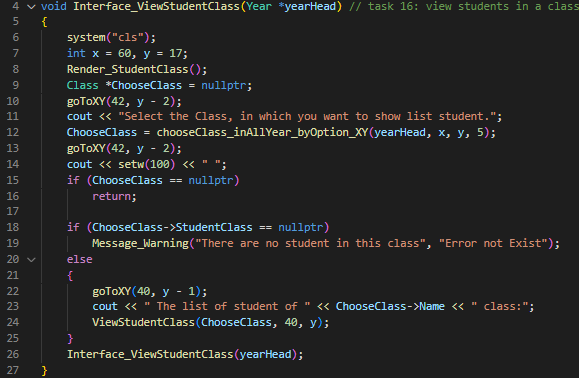 4 void Interface_ViewStudentClass(Year *yearHead) // task 16: view students in a class
5 {
6 system("cls");
7 int x = 60, y = 17;
8 Render_StudentClass();
9 Class *ChooseClass = nullptr;
10 goToXY(42, y - 2);
11 cout << "Select the Class, in which you want to show list student.";
12 ChooseClass = chooseClass_inAllYear_byOption_XY(yearHead, x, y, 5);
13 goToXY(42, y - 2);
14 cout << setw(100) << " ";
15 if (ChooseClass == nullptr)
16 return;
17
18 if (ChooseClass->StudentClass == nullptr)
19 Message_Warning("There are no student in this class", "Error not Exist");
20 else
21 {
22 goToXY(40, y - 1);
23 cout << " The list of student of " << ChooseClass->Name << " class:";
24 ViewStudentClass(ChooseClass, 40, y);
25 }
26 Interface_ViewStudentClass(yearHead);
27 }